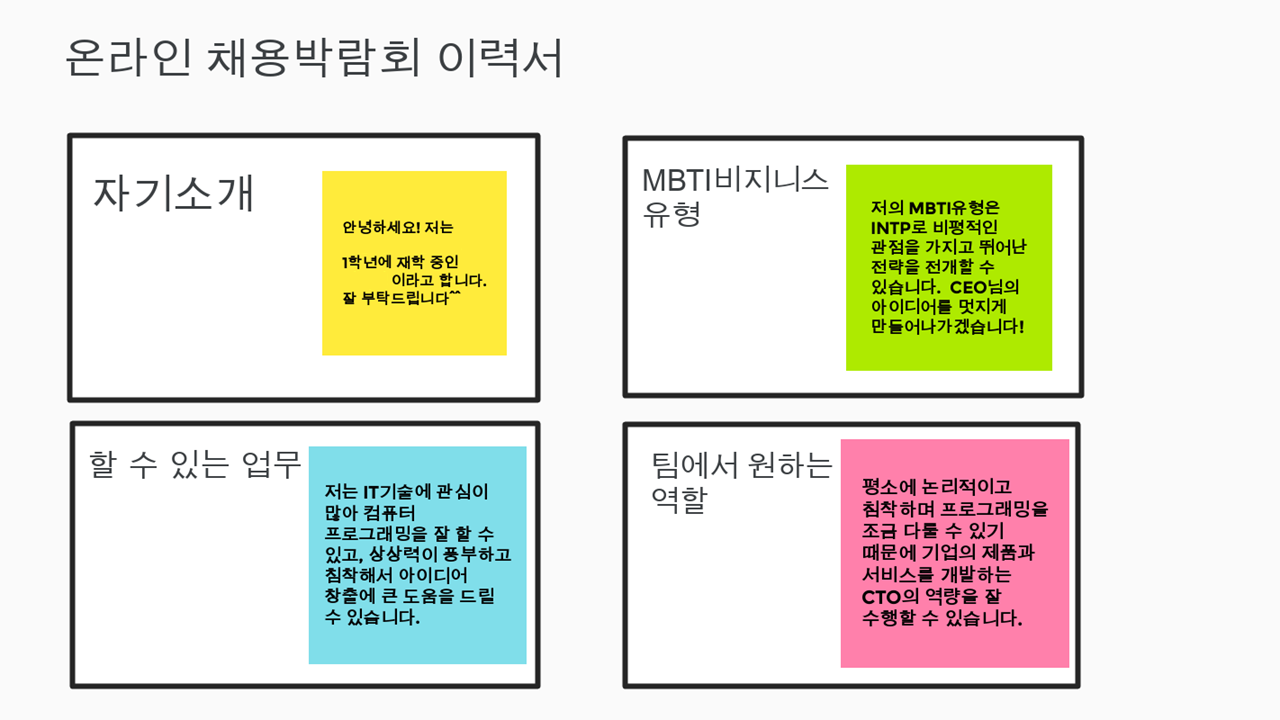 온라인 채용박람회 이력서
자기소개
안녕하세요! 저는
1학년에 재학 중인
이라고 합니다.
잘 부탁드립니다^^
MBTI비지니스
유형
저의 MBTI유형은
INTP로 비평적인
관점을 가지고 뛰어난
전략을 전개할 수
있습니다. CEO님의
아이디어를 멋지게
만들어나가겠습니다!
할 수 있는 업무
저는 IT기술에 관심이
많아 컴퓨터
프로그래밍을 잘 할 수
있고, 상상력이 풍부하고
침착해서 아이디어
창출에 큰 도움을 드릴
수 있습니다.
팀에서 원하는
역할
평소에 논리적이고
침착하며 프로그래밍을
조금 다룰 수 있기
때문에 기업의 제품과
서비스를 개발하는
CTO의 역량을 잘
수행할 수 있습니다.